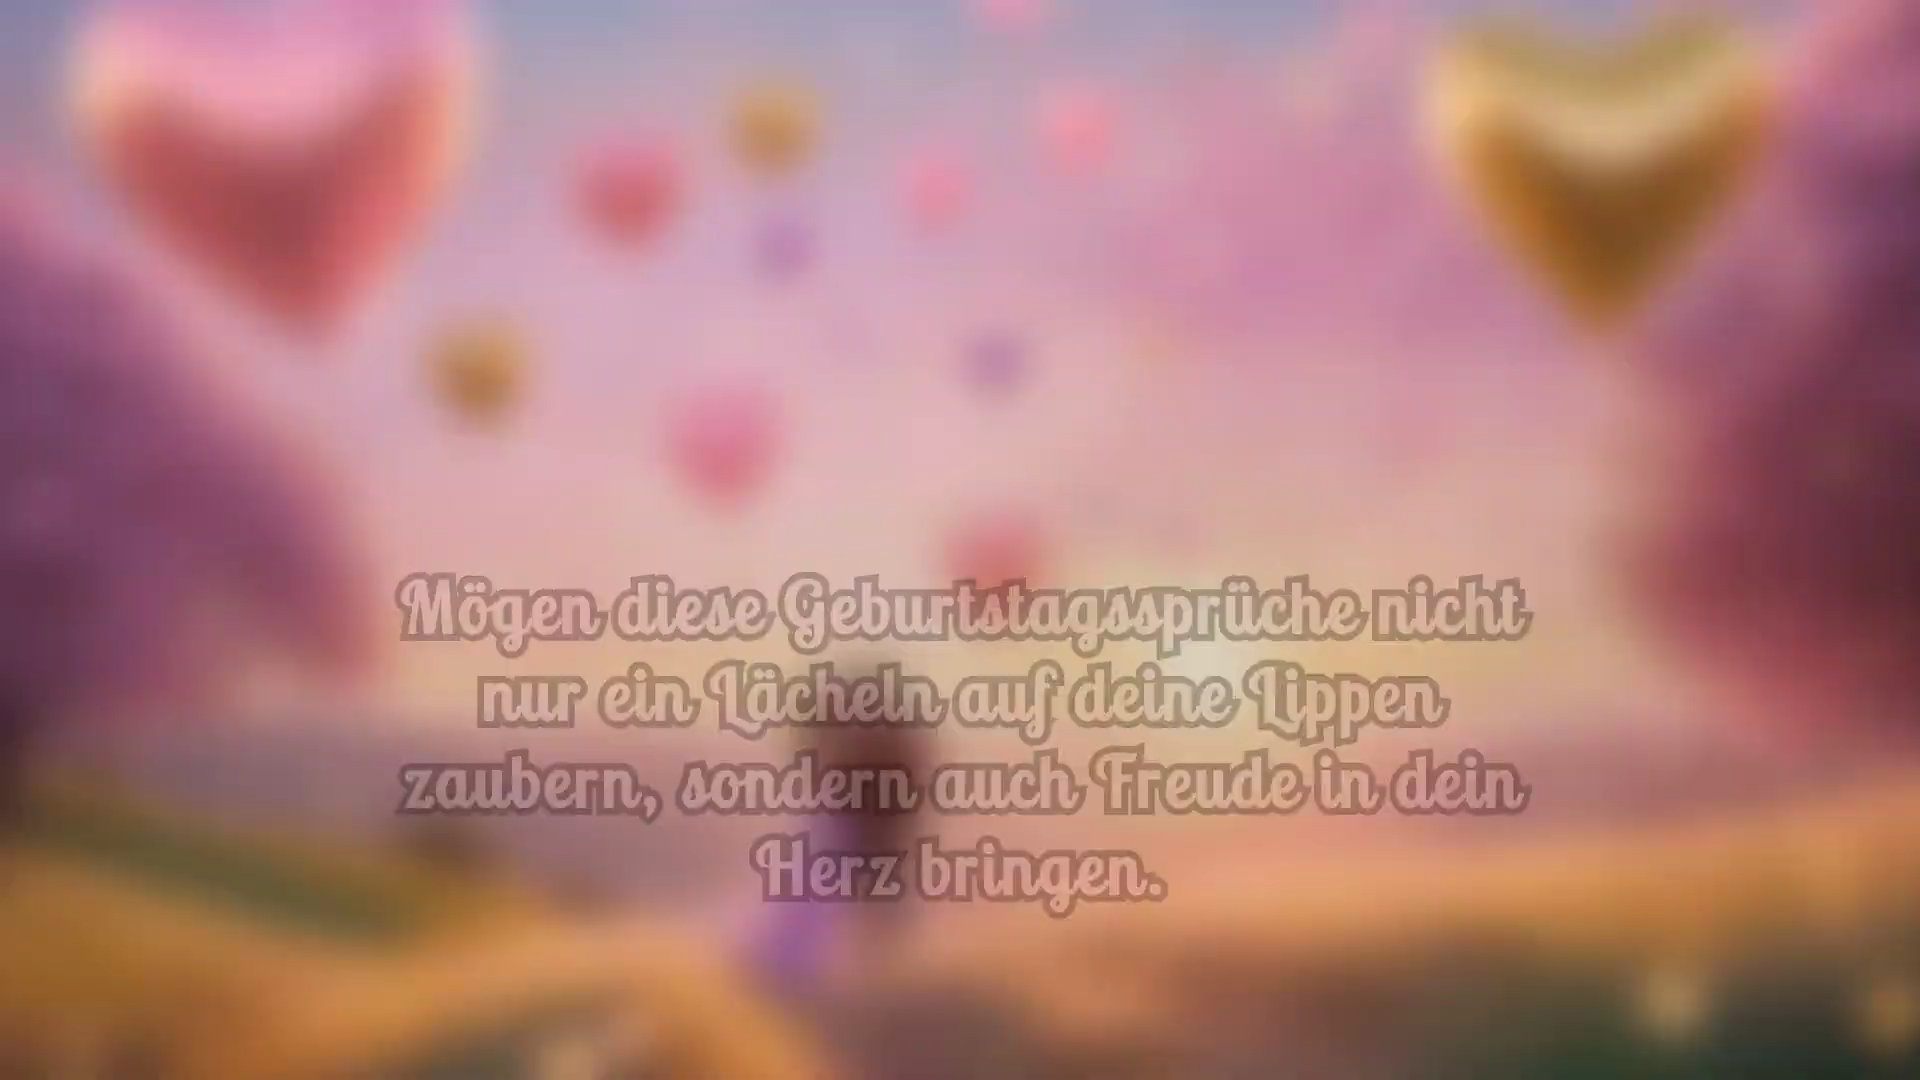 Mögen diese Geburtstagssprüche nicht
nur ein Lächeln auf deine Lippen
zaubern, sondern auch Freude in dein
Herz bringen.